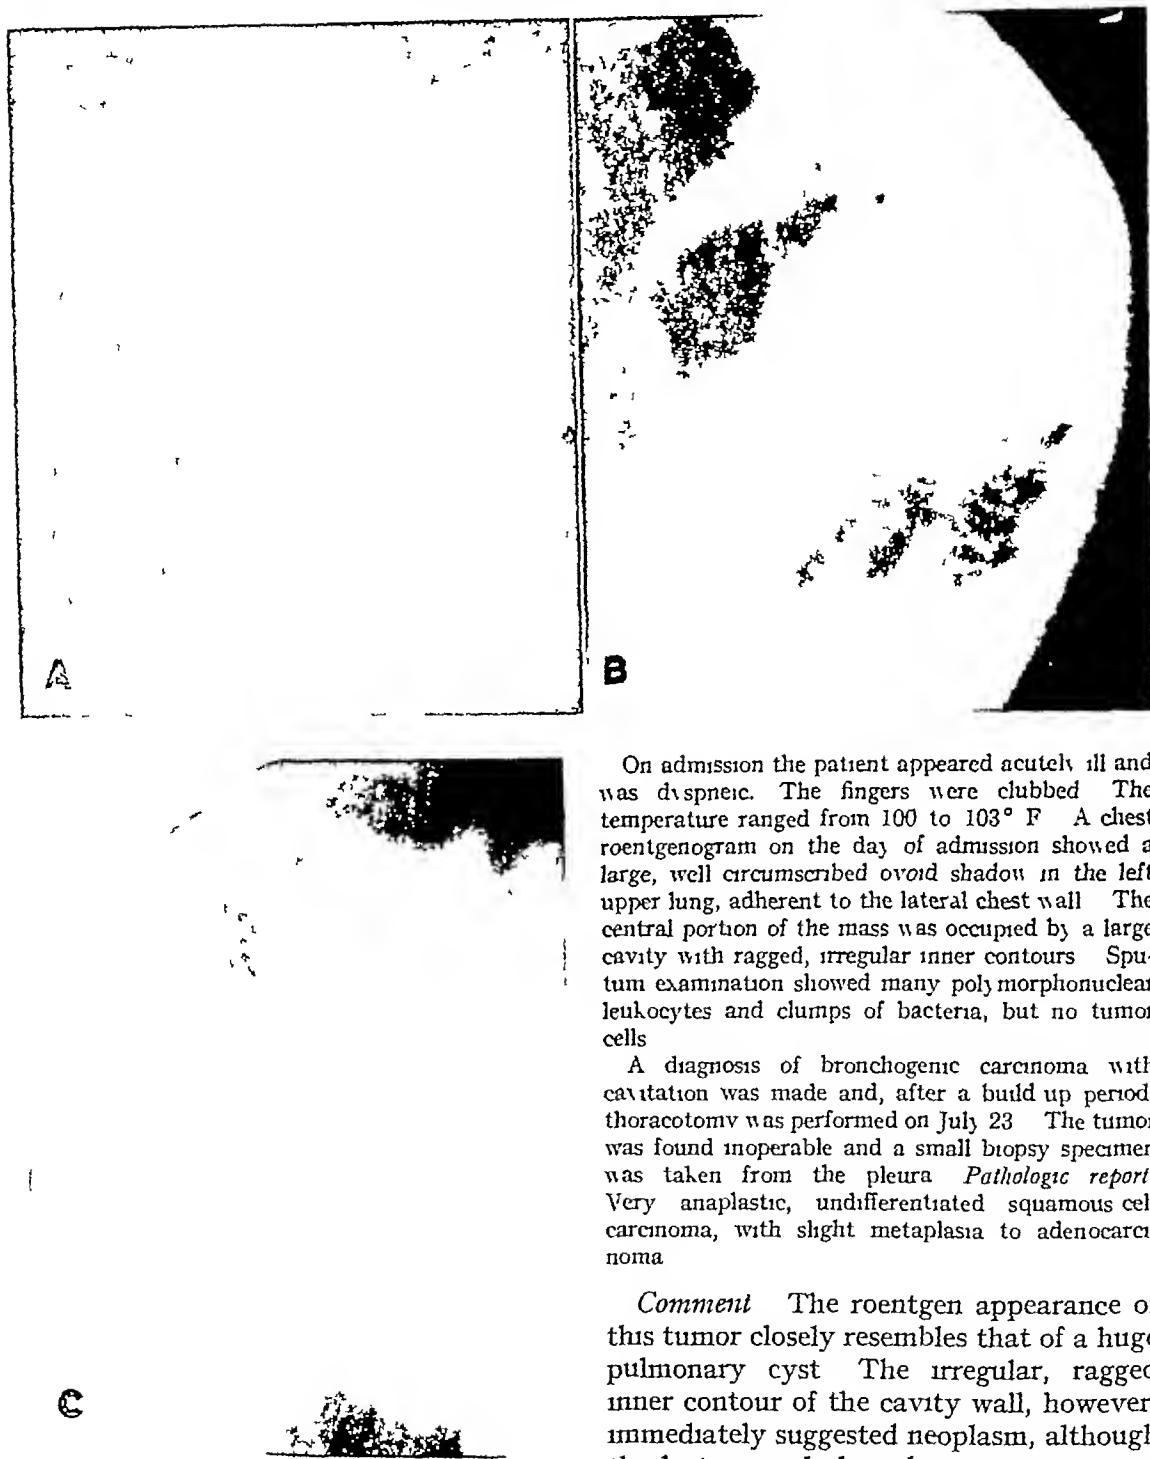 A
B
C
On admission the patient appeared acutely ill and
was dyspneic. The fingers were clubbed The
temperature ranged from 100 to 103° F A chest
roentgenogram on the day of admission showed a
large, well circumscribed ovoid shadow in the left
upper lung, adherent to the lateral chest wall The
central portion of the mass was occupied by a large
cavity with ragged, irregular inner contours Spu-
tum examination showed many polymorphonuclear
leukocytes and clumps of bacteria, but no tumor
cells
A diagnosis of bronchogenic carcinoma with
cavitation was made and, after a build up period
thoracotomy was performed on July 23 The tumor
was found inoperable and a small biopsy specimen
was taken from the pleura Pathologic report
Very anaplastic, undifferentiated squamous cel
carcinoma, with slight metaplasia to adenocarci
noma
Comment The roentgen appearance of
this tumor closely resembles that of a huge
pulmonary cyst The irregular, ragged
inner contour of the cavity wall, however
immediately suggested neoplasm, although